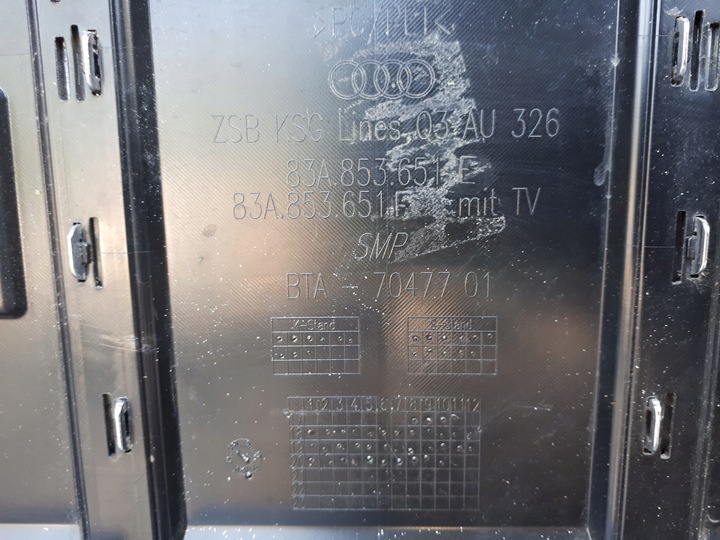 ZSB KSG Lines Q3 AU 326
83A.853.651 E
83A.853.651.F mit TV
SMP
BTA - 70477 01
K-Stand
1 2 3 4 5 6 7 8 9 10 11 12